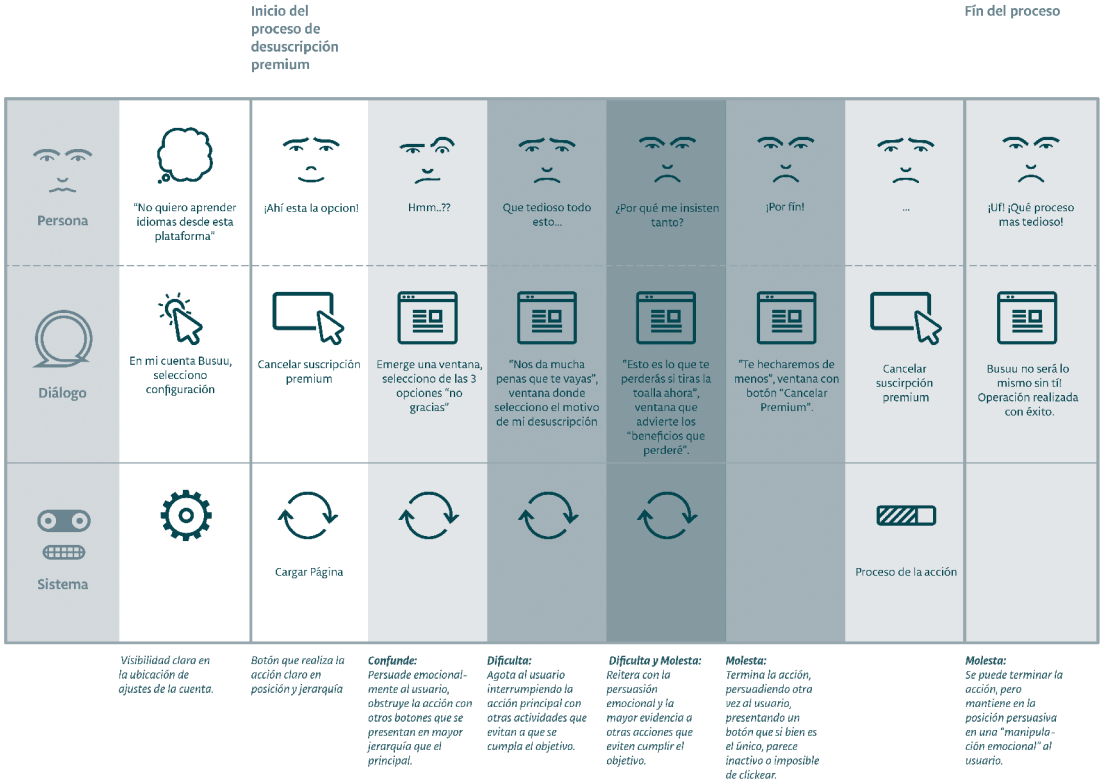 Inicio del
proceso de
desuscripción
premium
Fín del proceso
Persona
“No quiero aprender
idiomas desde esta
plataforma”
¡Ahí esta la opcion!
Hmm..??
Que tedioso todo
esto...
¿Por qué me insisten
tanto?
¡Por fín!
...
¡Uf! ¡Qué proceso
mas tedioso!
Diálogo
En mi cuenta Busuu,
selecciono
configuración
Cancelar suscripción
premium
Emerge una ventana,
selecciono de las 3
opciones “no
gracias”
“Nos da mucha
penas que te vayas”,
ventana donde
selecciono el motivo
de mi desuscripción
“Esto es lo que te
perderás si tiras la
toalla ahora”,
ventana que
advierte los
“beneficios que
perderé”.
“Te hecharemos de
menos”, ventana con
botón “Cancelar
Premium”.
Cancelar
suscirpción
premium
Busuu no será lo
mismo sin tí!
Operación realizada
con éxito.
Sistema
Cargar Página
Proceso de la acción
Visibilidad clara en
la ubicación de
ajustes de la cuenta.
Botón que realiza la
acción claro en
posición y jerarquía
Confunde:
Persuade emocional-
mente al usuario,
obstruye la acción con
otros botones que se
presentan en mayor
jerarquía que el
principal.
Dificulta:
Agota al usuario
interrumpiendo la
acción principal con
otras actividades que
evitan a que se
cumpla el objetivo.
Dificulta y Molesta:
Reitera con la
persuasión
emocional y la
mayor evidencia a
otras acciones que
eviten cumplir el
objetivo.
Molesta:
Termina la acción,
persuadiendo otra
vez al usuario,
presentando un
botón que si bien es
el único, parece
inactivo o imposible
de clickear.
Molesta:
Se puede terminar la
acción, pero
mantiene en la
posición persuasiva
en una “manipula-
ción emocional” al
usuario.